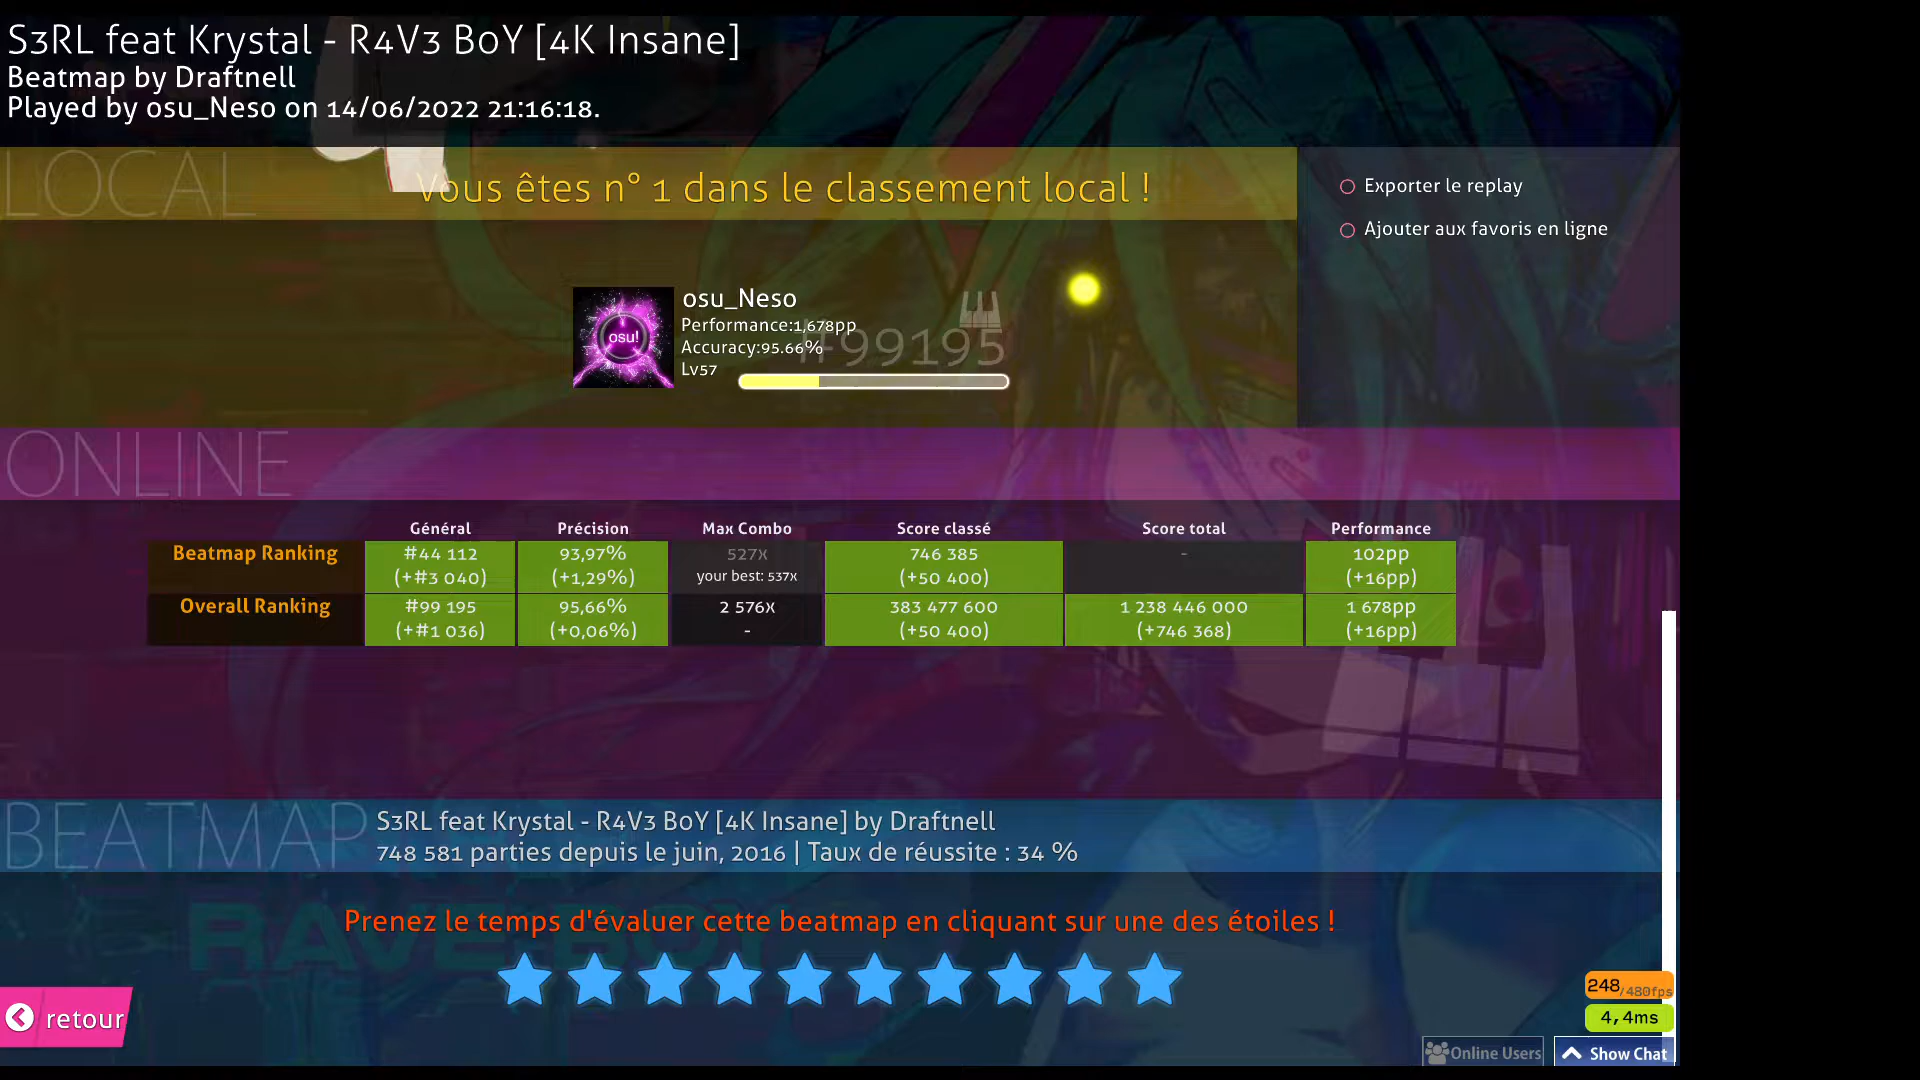 S3RL feat Krystal - R4V3 BoY [4K Insane]
Beatmap by Draftnell
Played by osu_Neso on 14/06/2022 21:16:18.
LOCAL
Vous êtes n° 1 dans le classement local !
Exporter le replay
Ajouter aux favoris en ligne
osu!
osu_Neso
Performance:1,678pp
Accuracy:95.66%
#99195
Lv57
ONLINE
Général Précision Max Combo Score classé Score total Performance
Beatmap Ranking #44 112 93,97% 527x 746 385 - 102pp
(+#3 040) (+1,29%) your best: 537x (+50 400) (+16pp)
Overall Ranking #99 195 95,66% 2 576x 383 477 600 1 238 446 000 1 678pp
(+#1 036) (+0,06%) - (+50 400) (+746 368) (+16pp)
BEATMAP
S3RL feat Krystal - R4V3 BoY [4K Insane] by Draftnell
748 581 parties depuis le juin, 2016 | Taux de réussite : 34 %
RAVE BOY
Prenez le temps d'évaluer cette beatmap en cliquant sur une des étoiles !
retour
248/480fps
4,4ms
Online Users
Show Chat